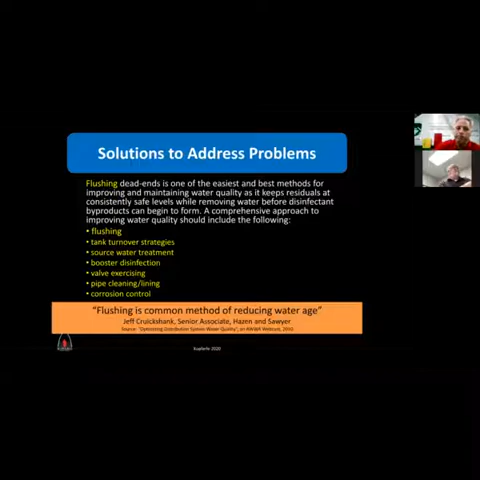 Solutions to Address Problems
Flushing dead-ends is one of the easiest and best methods for
improving and maintaining water quality as it keeps residuals at
consistently safe levels while removing water before disinfectant
byproducts can begin to form. A comprehensive approach to
improving water quality should include the following:
• flushing
• tank turnover strategies
• source water treatment
• booster disinfection
• valve exercising
• pipe cleaning/lining
• corrosion control
"Flushing is common method of reducing water age"
Jeff Cruickshank, Senior Associate, Hazen and Sawyer
Source: "Optimizing Distribution System Water Quality", an AWWA Webcast, 2010
Kupferle 2020